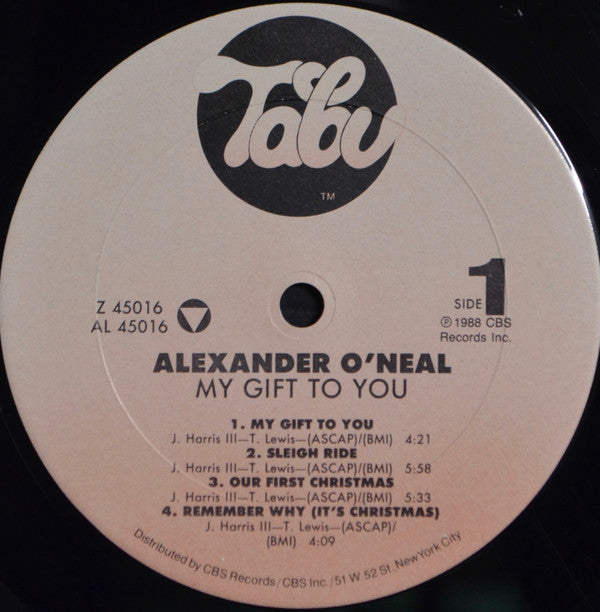 Tabu
TM
Z 45016
AL 45016
SIDE 1
℗ 1988 CBS
Records Inc.
ALEXANDER O'NEAL
MY GIFT TO YOU
1. MY GIFT TO YOU
J. Harris III—T. Lewis—(ASCAP)/(BMI) 4:21
2. SLEIGH RIDE
J. Harris III—T. Lewis—(ASCAP)/(BMI) 5:58
3. OUR FIRST CHRISTMAS
J. Harris III—T. Lewis—(ASCAP)/(BMI) 5:33
4. REMEMBER WHY (IT'S CHRISTMAS)
J. Harris III—T. Lewis—(ASCAP)/
(BMI) 4:09
Distributed by CBS Records/CBS Inc./51 W. 52 St. New York City